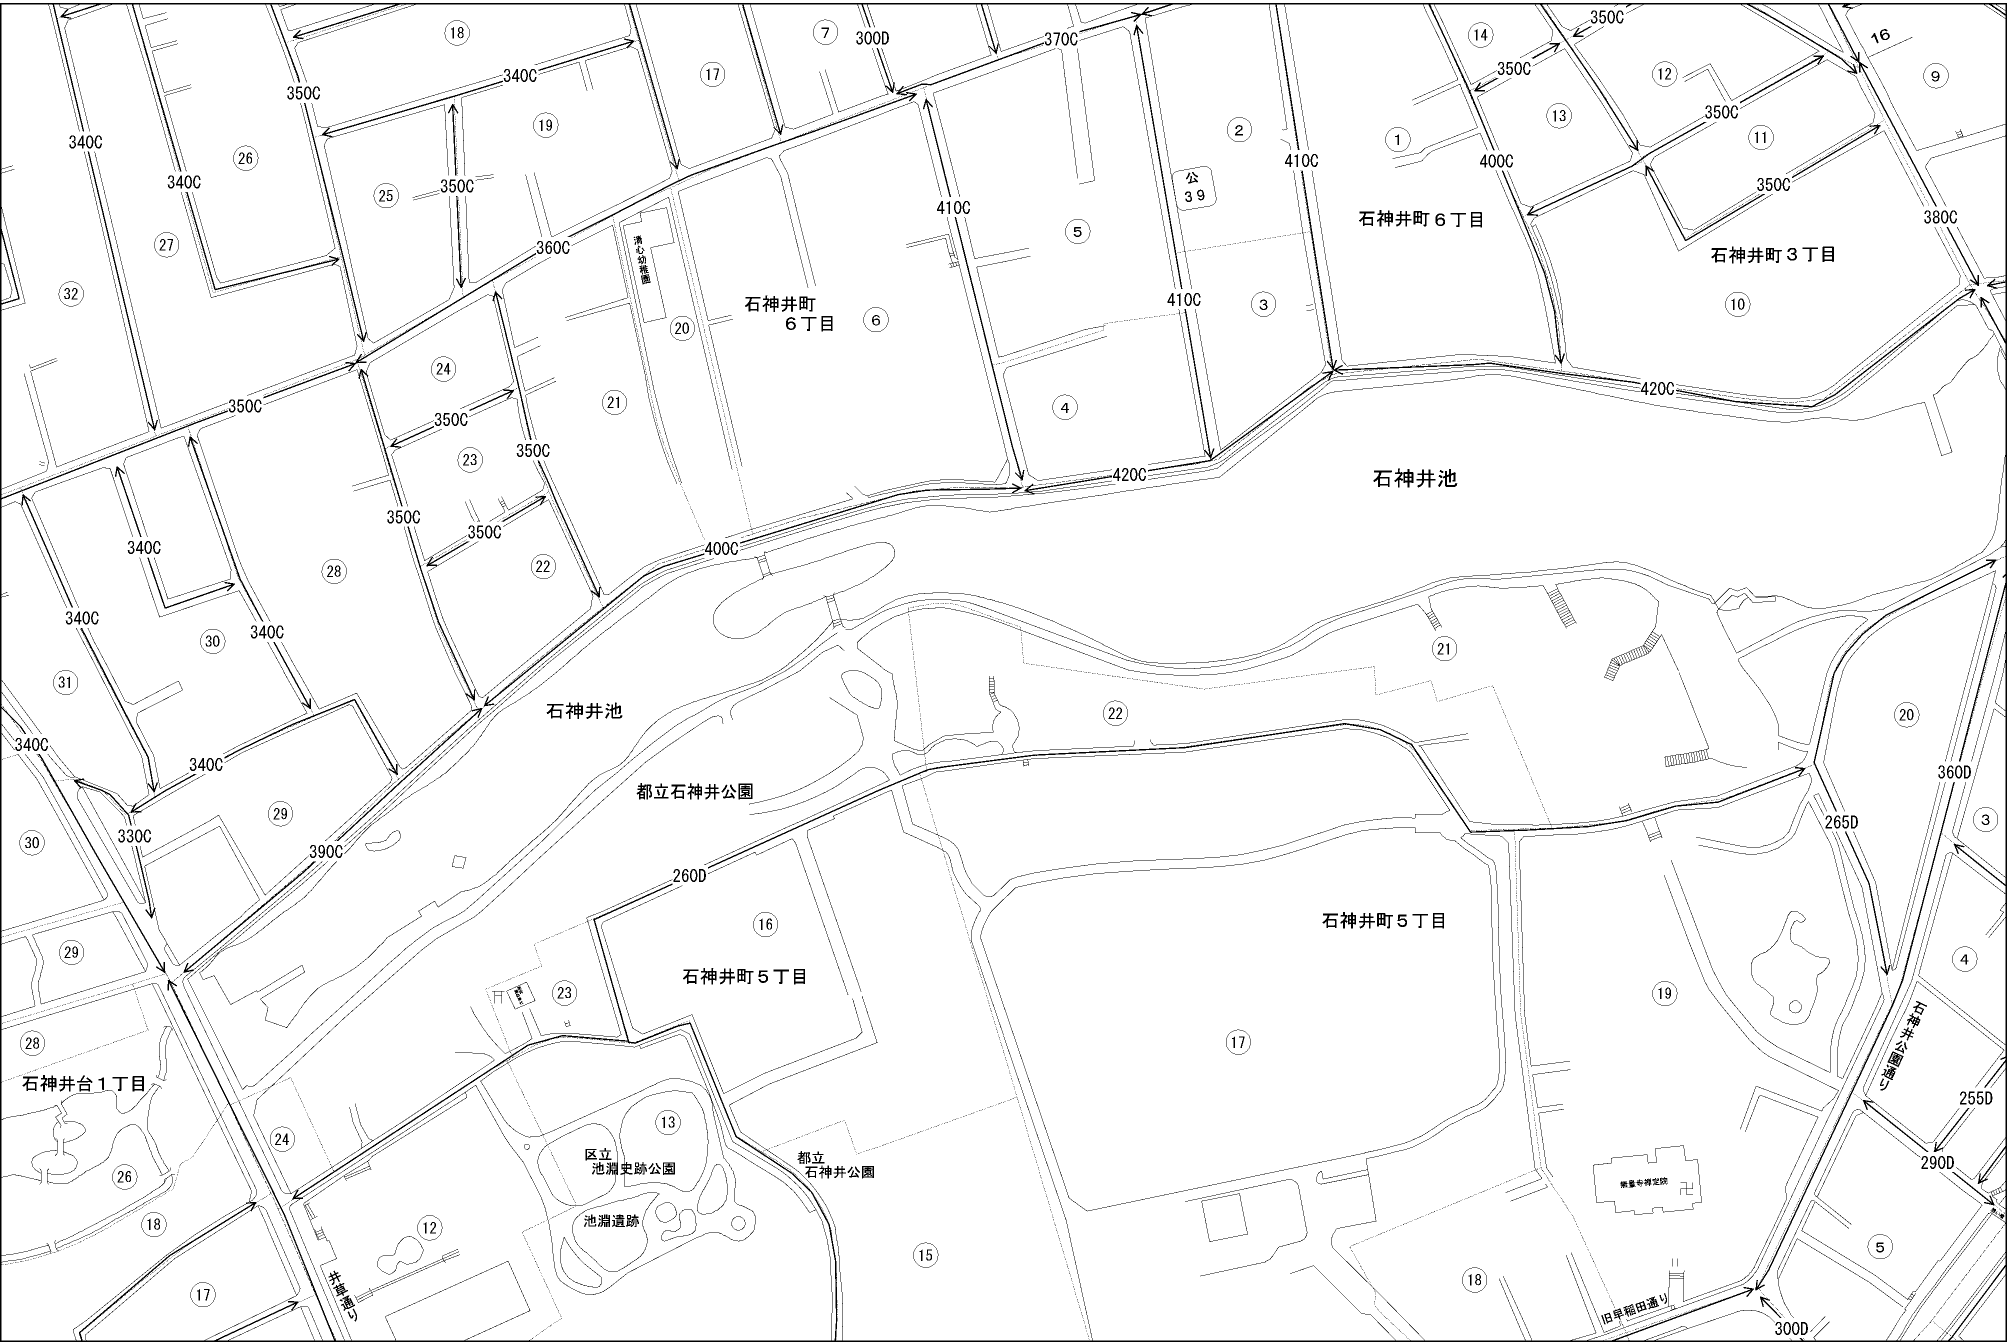 18
7
300D
370C
14
350C
16
350C
17
340C
350C
12
9
340C
26
19
2
1
13
350C
11
340C
25
350C
公
39
410C
400C
350C
410C
石神井町6丁目
380C
27
360C
清心幼稚園
5
石神井町3丁目
32
石神井町
6丁目
20
6
410C
3
10
24
420C
350C
350C
21
4
23
350C
420C
石神井池
350C
340C
350C
400C
28
22
340C
340C
30
21
31
石神井池
22
20
340C
340C
360D
都立石神井公園
29
30
330C
390C
265D
3
260D
16
石神井町5丁目
29
石神井町5丁目
23
4
19
28
17
石神井公園通り
石神井台1丁目
255D
24
13
区立
池淵史跡公園
都立
石神井公園
290D
26
18
12
池淵遺跡
15
5
17
井草通り
18
旧早稲田通り
300D